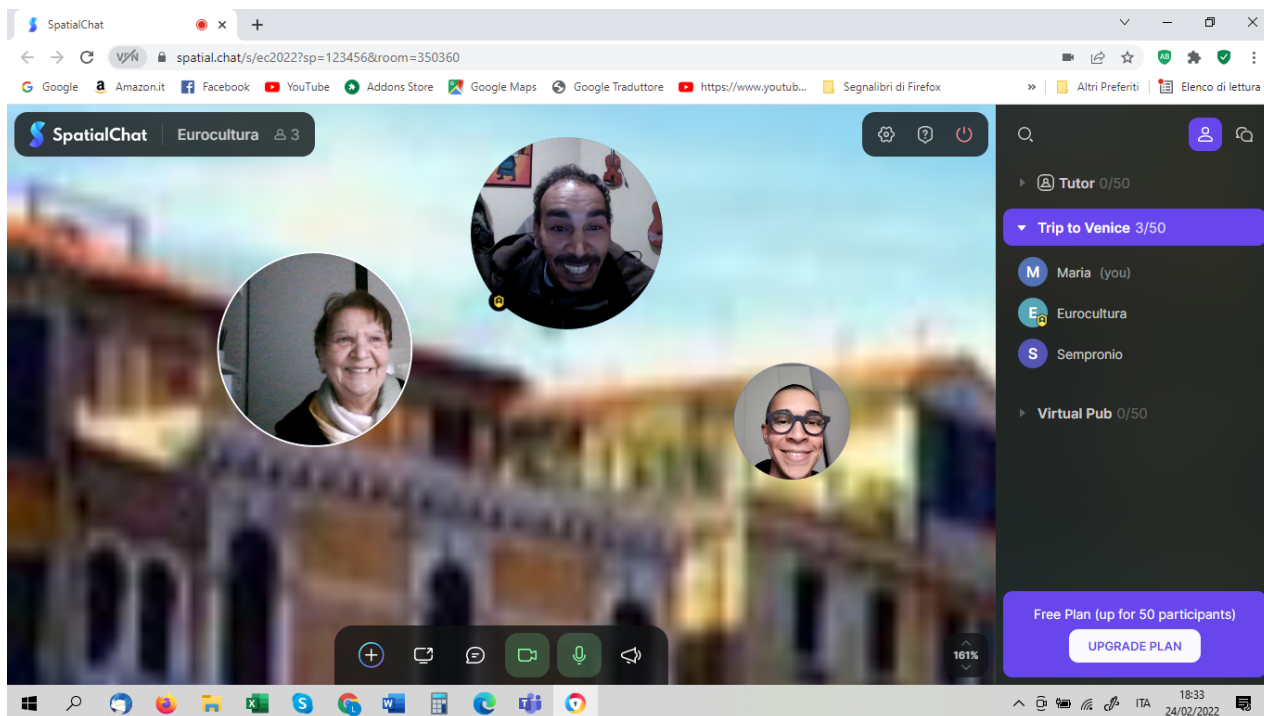 SpatialChat
spatial.chat/s/ec2022?sp=123456&room=350360
VPN
AB
Google
Amazon.it
Facebook
YouTube
Addons Store
Google Maps
Google Traduttore
https://www.youtub...
Segnalibri di Firefox
»
Altri Preferiti
Elenco di lettura
SpatialChat
Eurocultura
3
Tutor 0/50
Trip to Venice 3/50
M
Maria (you)
E
Eurocultura
S
Sempronio
Virtual Pub 0/50
Free Plan (up for 50 participants)
UPGRADE PLAN
161%
ITA
18:33
24/02/2022